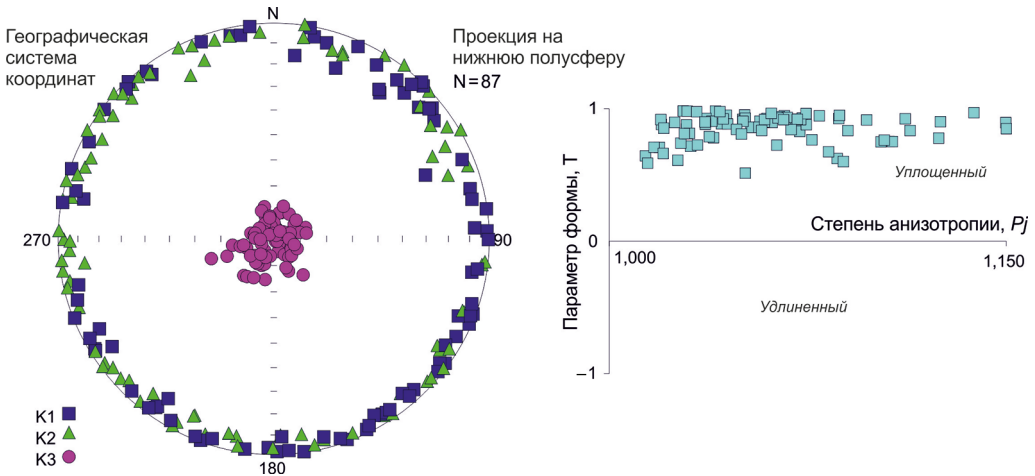 Географическая
система
координат
N
Проекция на
нижнюю полусферу
N=87
270
90
180
K1
K2
K3
Параметр формы, T
1
0
−1
Уплощенный
Степень анизотропии, Pj
1,000
1,150
Удлиненный